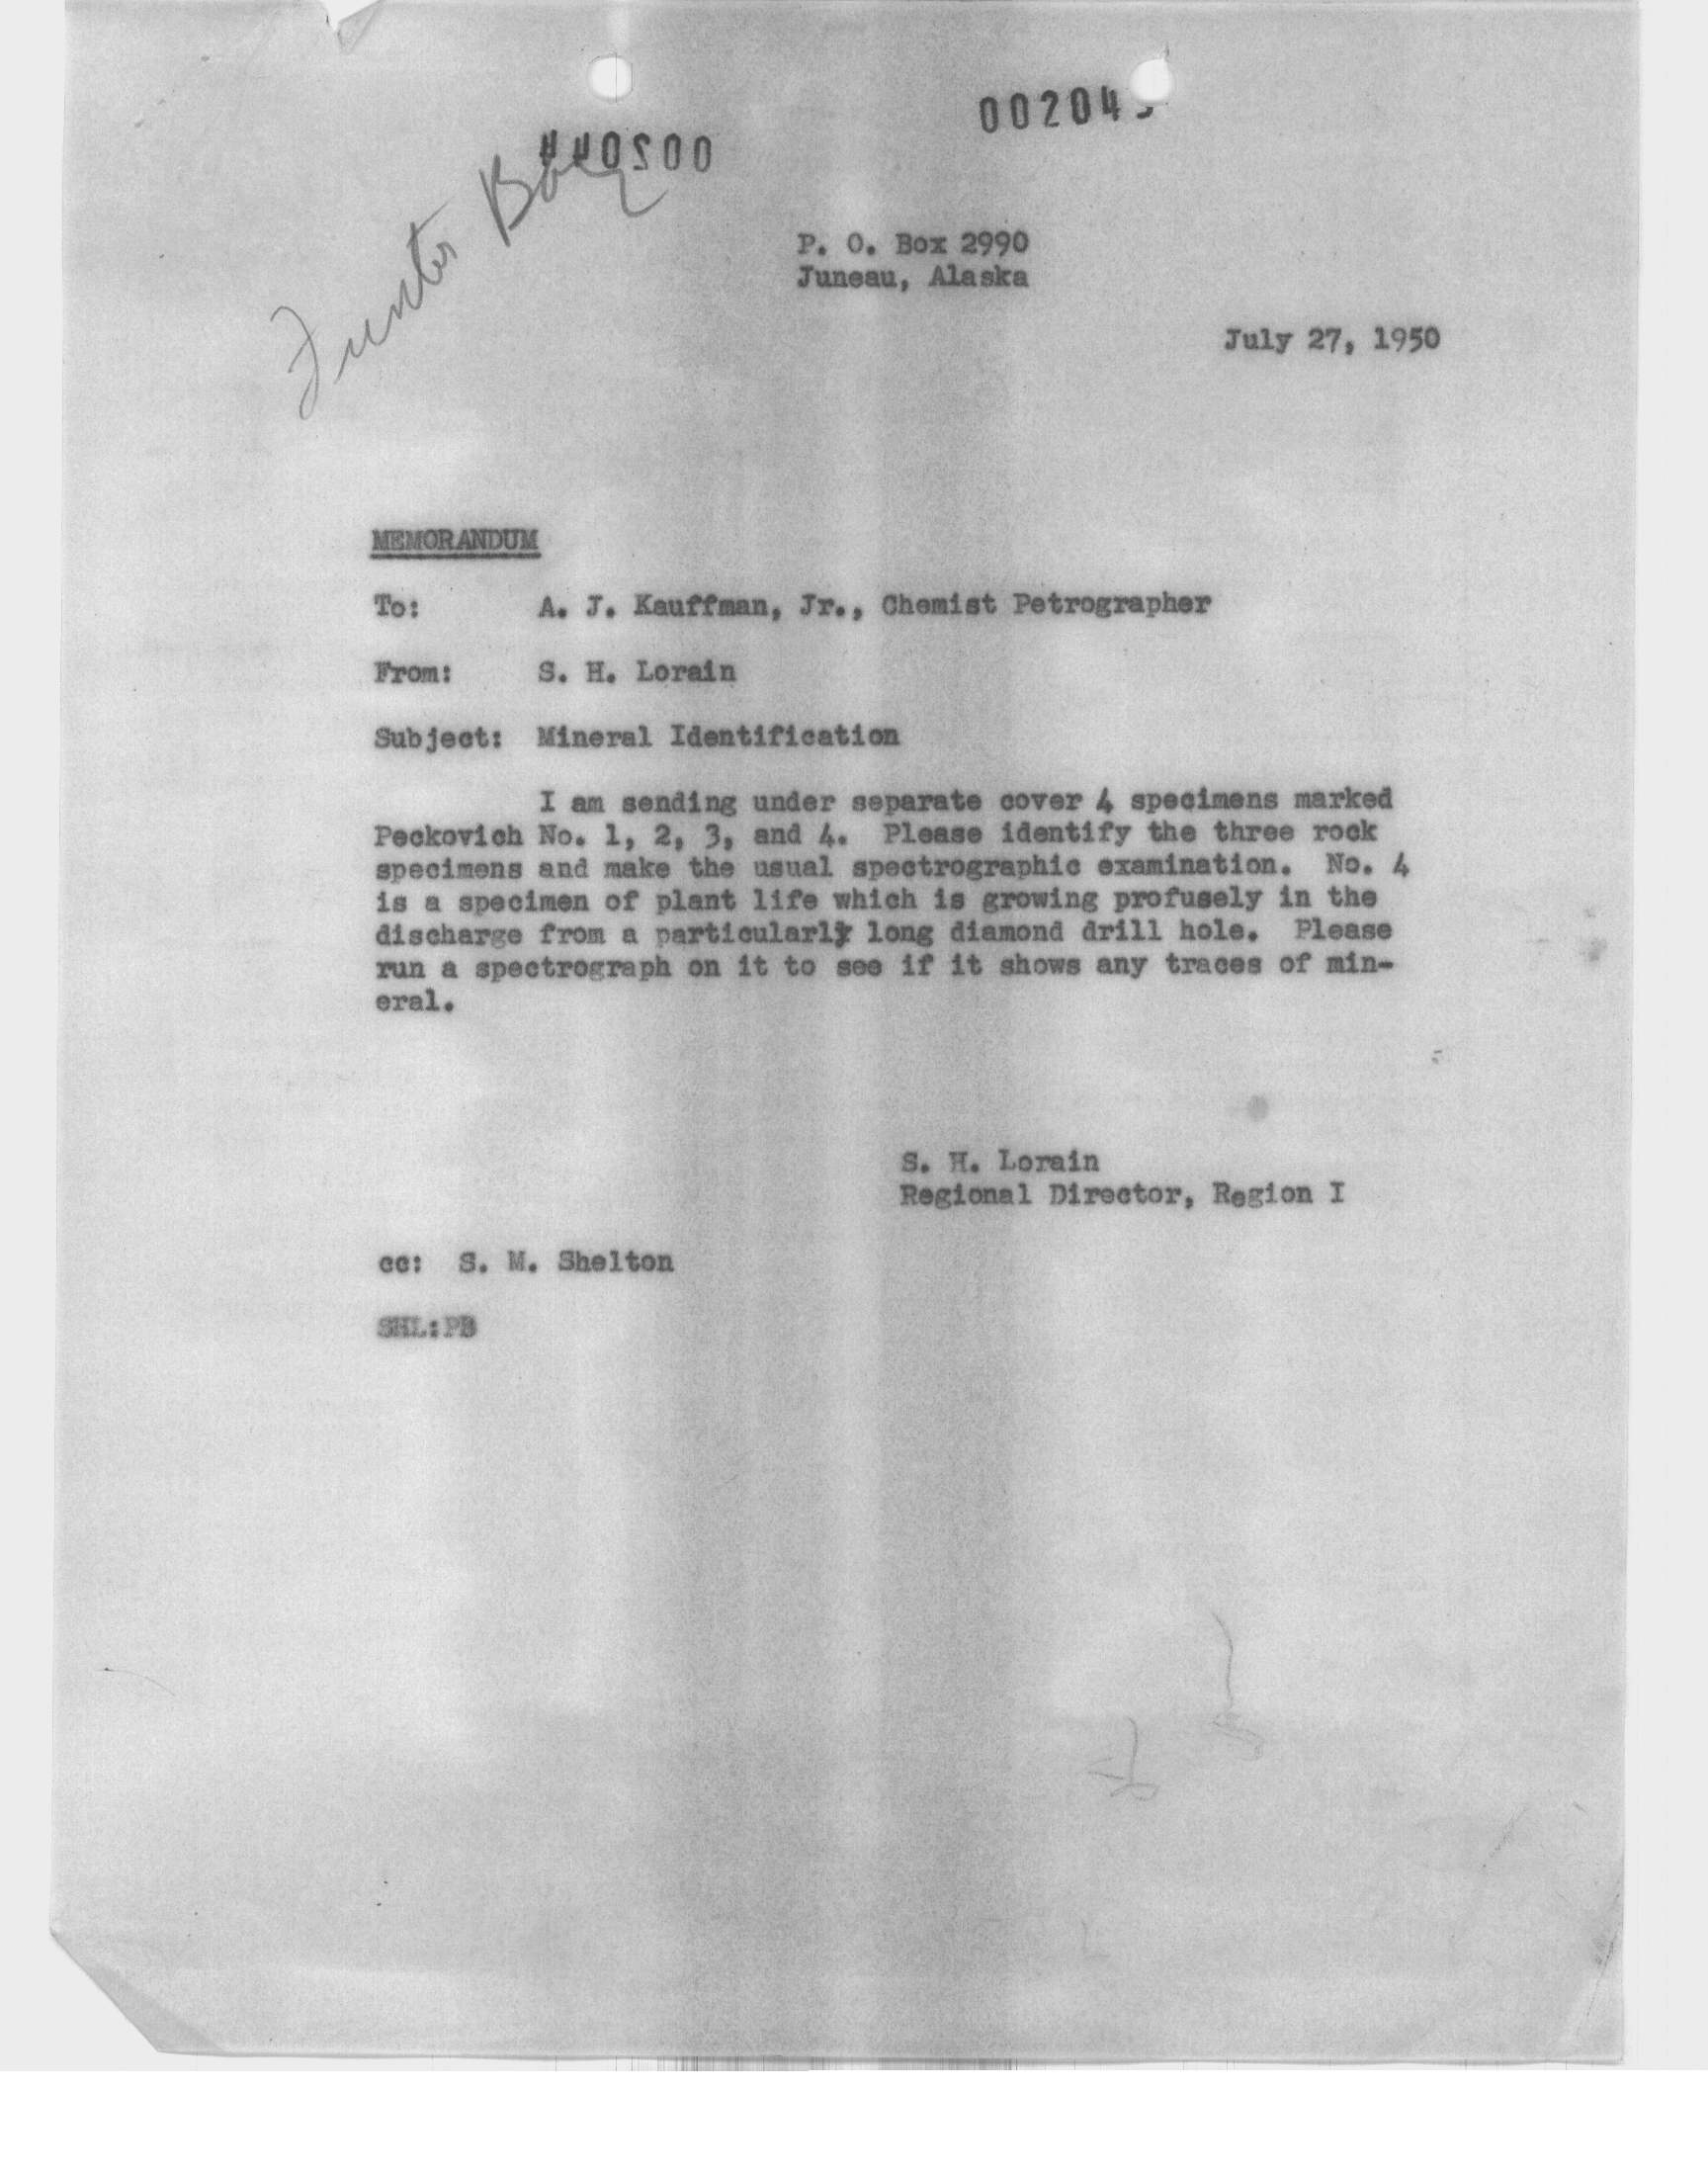 002044
00204
Funter Bay
P. O. Box 2990
Juneau, Alaska
July 27, 1950
MEMORANDUM
To: A. J. Kauffman, Jr., Chemist Petrographer
From: S. H. Lorain
Subject: Mineral Identification
I am sending under separate cover 4 specimens marked
Peckovich No. 1, 2, 3, and 4. Please identify the three rock
specimens and make the usual spectrographic examination. No. 4
is a specimen of plant life which is growing profusely in the
discharge from a particularly long diamond drill hole. Please
run a spectrograph on it to see if it shows any traces of min-
eral.
S. H. Lorain
Regional Director, Region I
cc: S. M. Shelton
SHL:PB